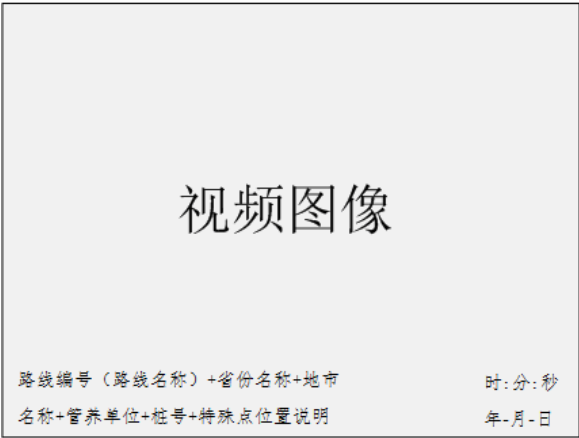 视频图像
路线编号（路线名称）+省份名称+地市
时:分:秒
名称+管养单位+桩号+特殊点位置说明
年-月-日